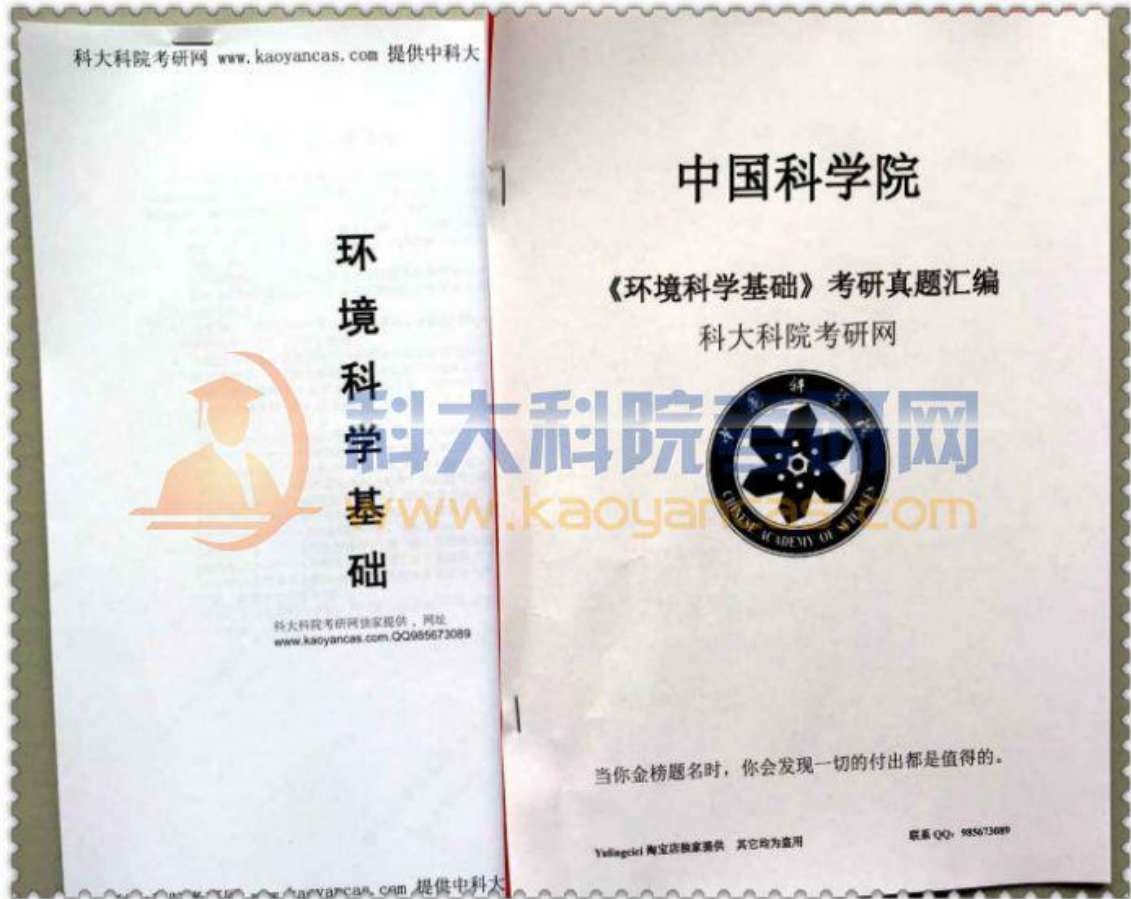 科大科院考研网 www.kaoyancas.com 提供中科大
环
境
科
学
基
础
科大科院考研网独家提供，网址
www.kaoyancas.com QQ985673089
提供中科大
中国科学院
《环境科学基础》考研真题汇编
科大科院考研网
CHINESE ACADEMY OF SCIENCES
当你金榜题名时，你会发现一切的付出都是值得的。
Yulingcici 淘宝店独家提供 其它均为盗用
联系 QQ：985673089
科大科院考研网
www.kaoyancas.com